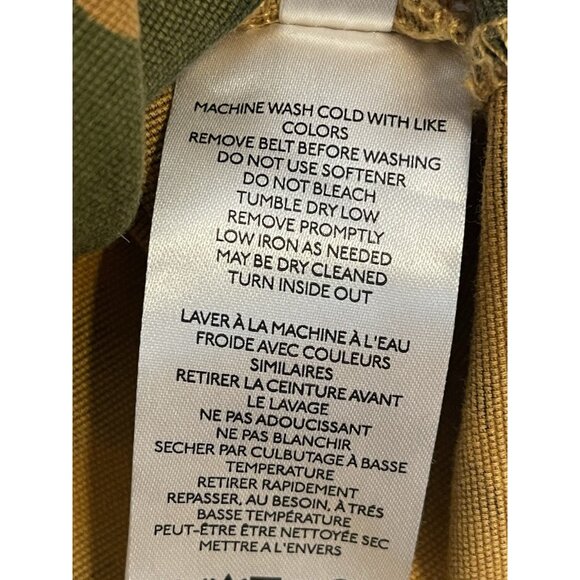 MACHINE WASH COLD WITH LIKE
COLORS
REMOVE BELT BEFORE WASHING
DO NOT USE SOFTENER
DO NOT BLEACH
TUMBLE DRY LOW
REMOVE PROMPTLY
LOW IRON AS NEEDED
MAY BE DRY CLEANED
TURN INSIDE OUT
LAVER À LA MACHINE À L'EAU
FROIDE AVEC COULEURS
SIMILAIRES
RETIRER LA CEINTURE AVANT
LE LAVAGE
NE PAS ADOUCISSANT
NE PAS BLANCHIR
SECHER PAR CULBUTAGE À BASSE
TEMPERATURE
RETIRER RAPIDEMENT
REPASSER, AU BESOIN, À TRÉS
BASSE TEMPÉRATURE
PEUT-ÊTRE ÊTRE NETTOYÉE SEC
METTRE A L'ENVERS